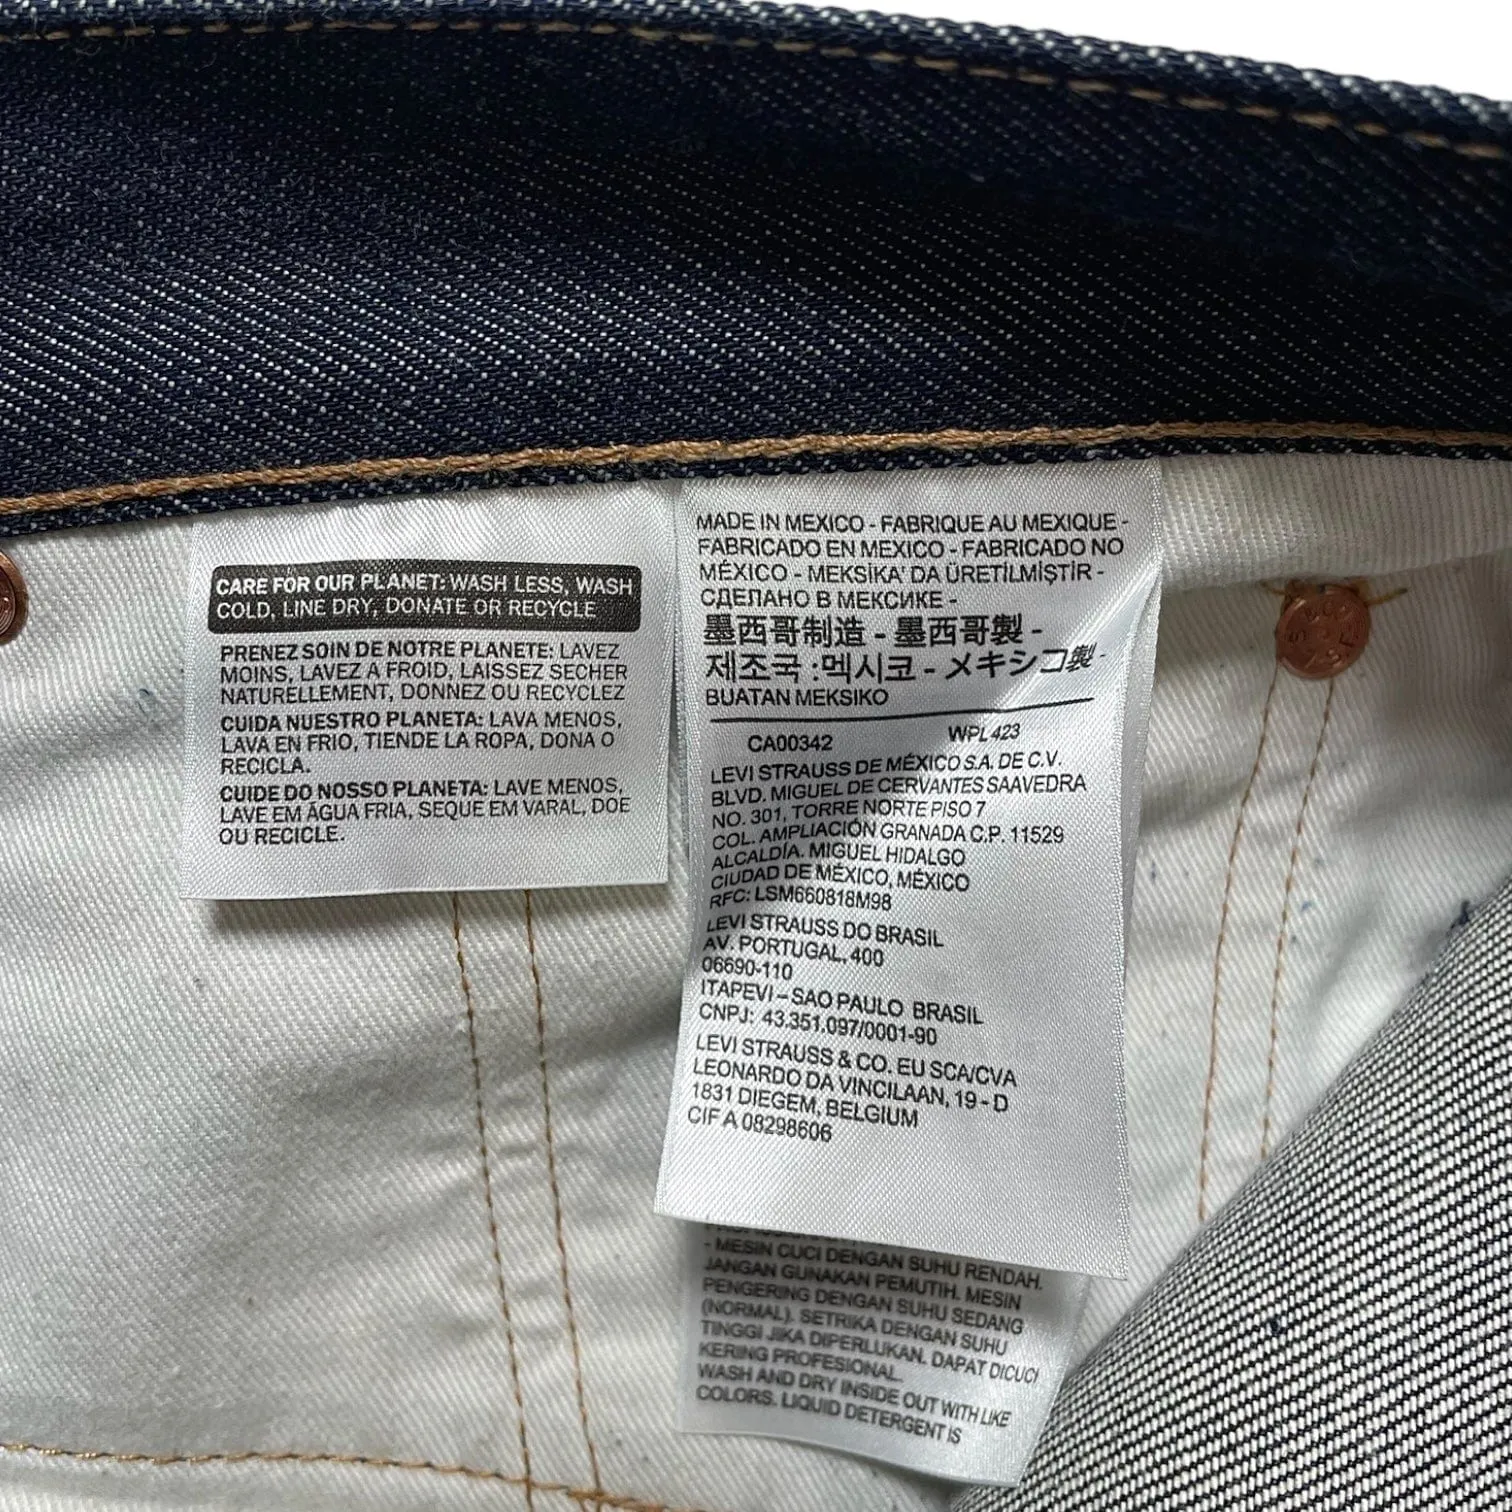 CARE FOR OUR PLANET: WASH LESS, WASH
COLD, LINE DRY, DONATE OR RECYCLE
PRENEZ SOIN DE NOTRE PLANETE: LAVEZ
MOINS, LAVEZ A FROID, LAISSEZ SECHER
NATURELLEMENT, DONNEZ OU RECYCLEZ
CUIDA NUESTRO PLANETA: LAVA MENOS,
LAVA EN FRIO, TIENDE LA ROPA, DONA O
RECICLA.
CUIDE DO NOSSO PLANETA: LAVE MENOS,
LAVE EM ÁGUA FRIA, SEQUE EM VARAL, DOE
OU RECICLE.
MADE IN MEXICO - FABRIQUE AU MEXIQUE -
FABRICADO EN MEXICO - FABRICADO NO
MÉXICO - MEKSİKA' DA ÜRETİLMİŞTİR -
СДЕЛАНО В МЕКСИКЕ -
墨西哥制造 - 墨西哥製 -
제조국 :멕시코 - メキシコ製 -
BUATAN MEKSIKO
CA00342 WPL 423
LEVI STRAUSS DE MÉXICO S.A. DE C.V.
BLVD. MIGUEL DE CERVANTES SAAVEDRA
NO. 301, TORRE NORTE PISO 7
COL. AMPLIACIÓN GRANADA C.P. 11529
ALCALDÍA. MIGUEL HIDALGO
CIUDAD DE MÉXICO, MÉXICO
RFC: LSM660818M98
LEVI STRAUSS DO BRASIL
AV. PORTUGAL, 400
06690-110
ITAPEVI – SAO PAULO BRASIL
CNPJ: 43.351.097/0001-90
LEVI STRAUSS & CO. EU SCA/CVA
LEONARDO DA VINCILAAN, 19 - D
1831 DIEGEM, BELGIUM
CIF A 08298606
- MESIN CUCI DENGAN SUHU RENDAH.
JANGAN GUNAKAN PEMUTIH. MESIN
PENGERING DENGAN SUHU SEDANG
(NORMAL). SETRIKA DENGAN SUHU
TINGGI JIKA DIPERLUKAN. DAPAT DICUCI
KERING PROFESIONAL.
WASH AND DRY INSIDE OUT WITH LIKE
COLORS. LIQUID DETERGENT IS